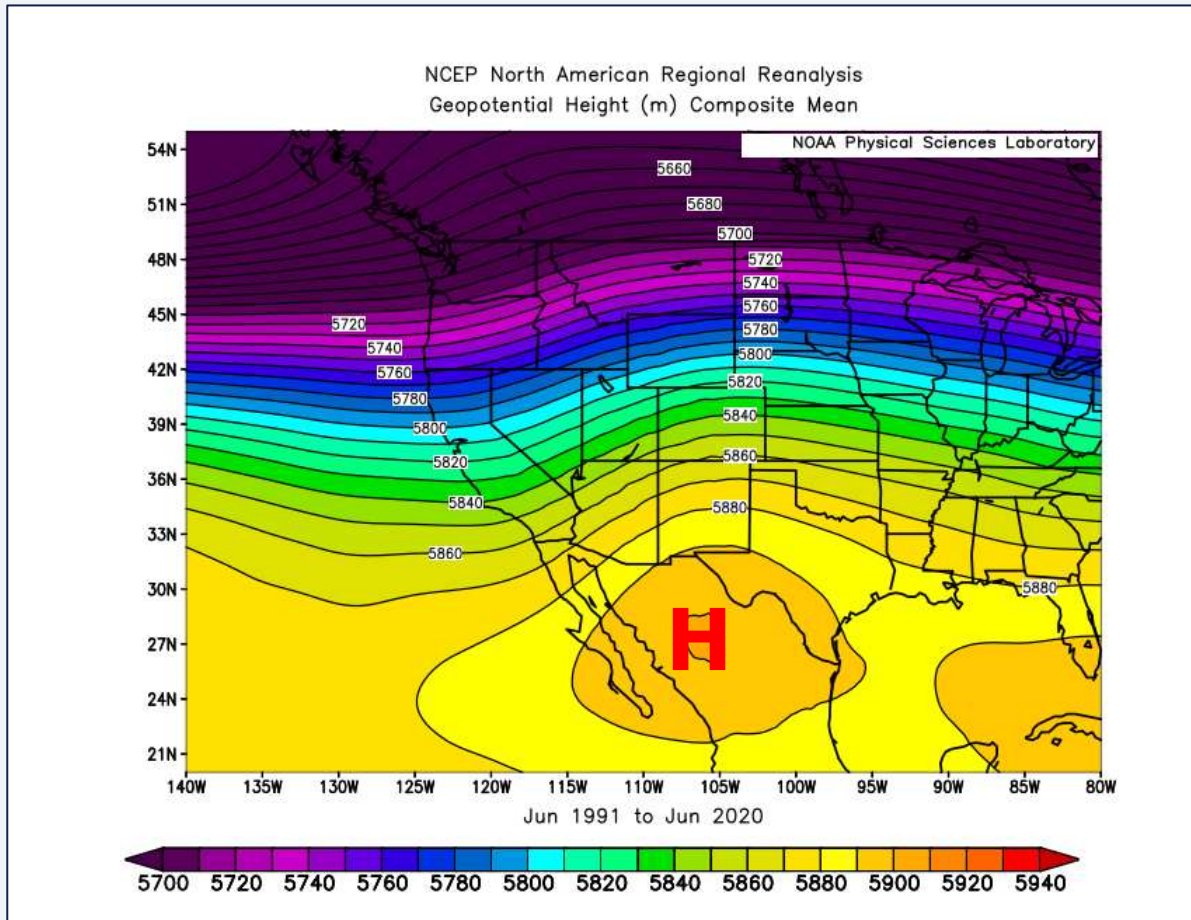 NCEP North American Regional Reanalysis
Geopotential Height (m) Composite Mean
NOAA Physical Sciences Laboratory
54N
51N
48N
45N
42N
39N
36N
33N
30N
27N
24N
21N
5660
5680
5700
5720
5740
5760
5780
5800
5820
5840
5860
5880
5720
5740
5760
5780
5800
5820
5840
5860
5880
H
140W 135W 130W 125W 120W 115W 110W 105W 100W 95W 90W 85W 80W
Jun 1991 to Jun 2020
5700 5720 5740 5760 5780 5800 5820 5840 5860 5880 5900 5920 5940